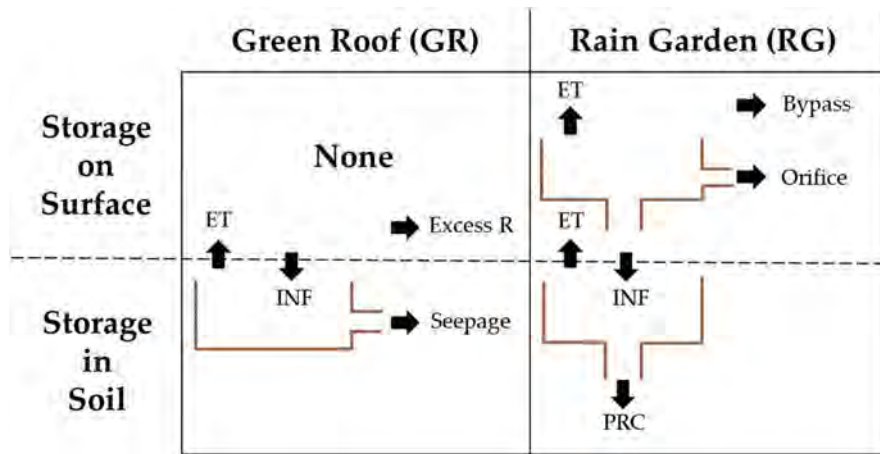 Green Roof (GR)
Rain Garden (RG)
Storage
on
Surface
None
ET
Excess R
ET
Bypass
Orifice
ET
Storage
in
Soil
INF
Seepage
INF
PRC